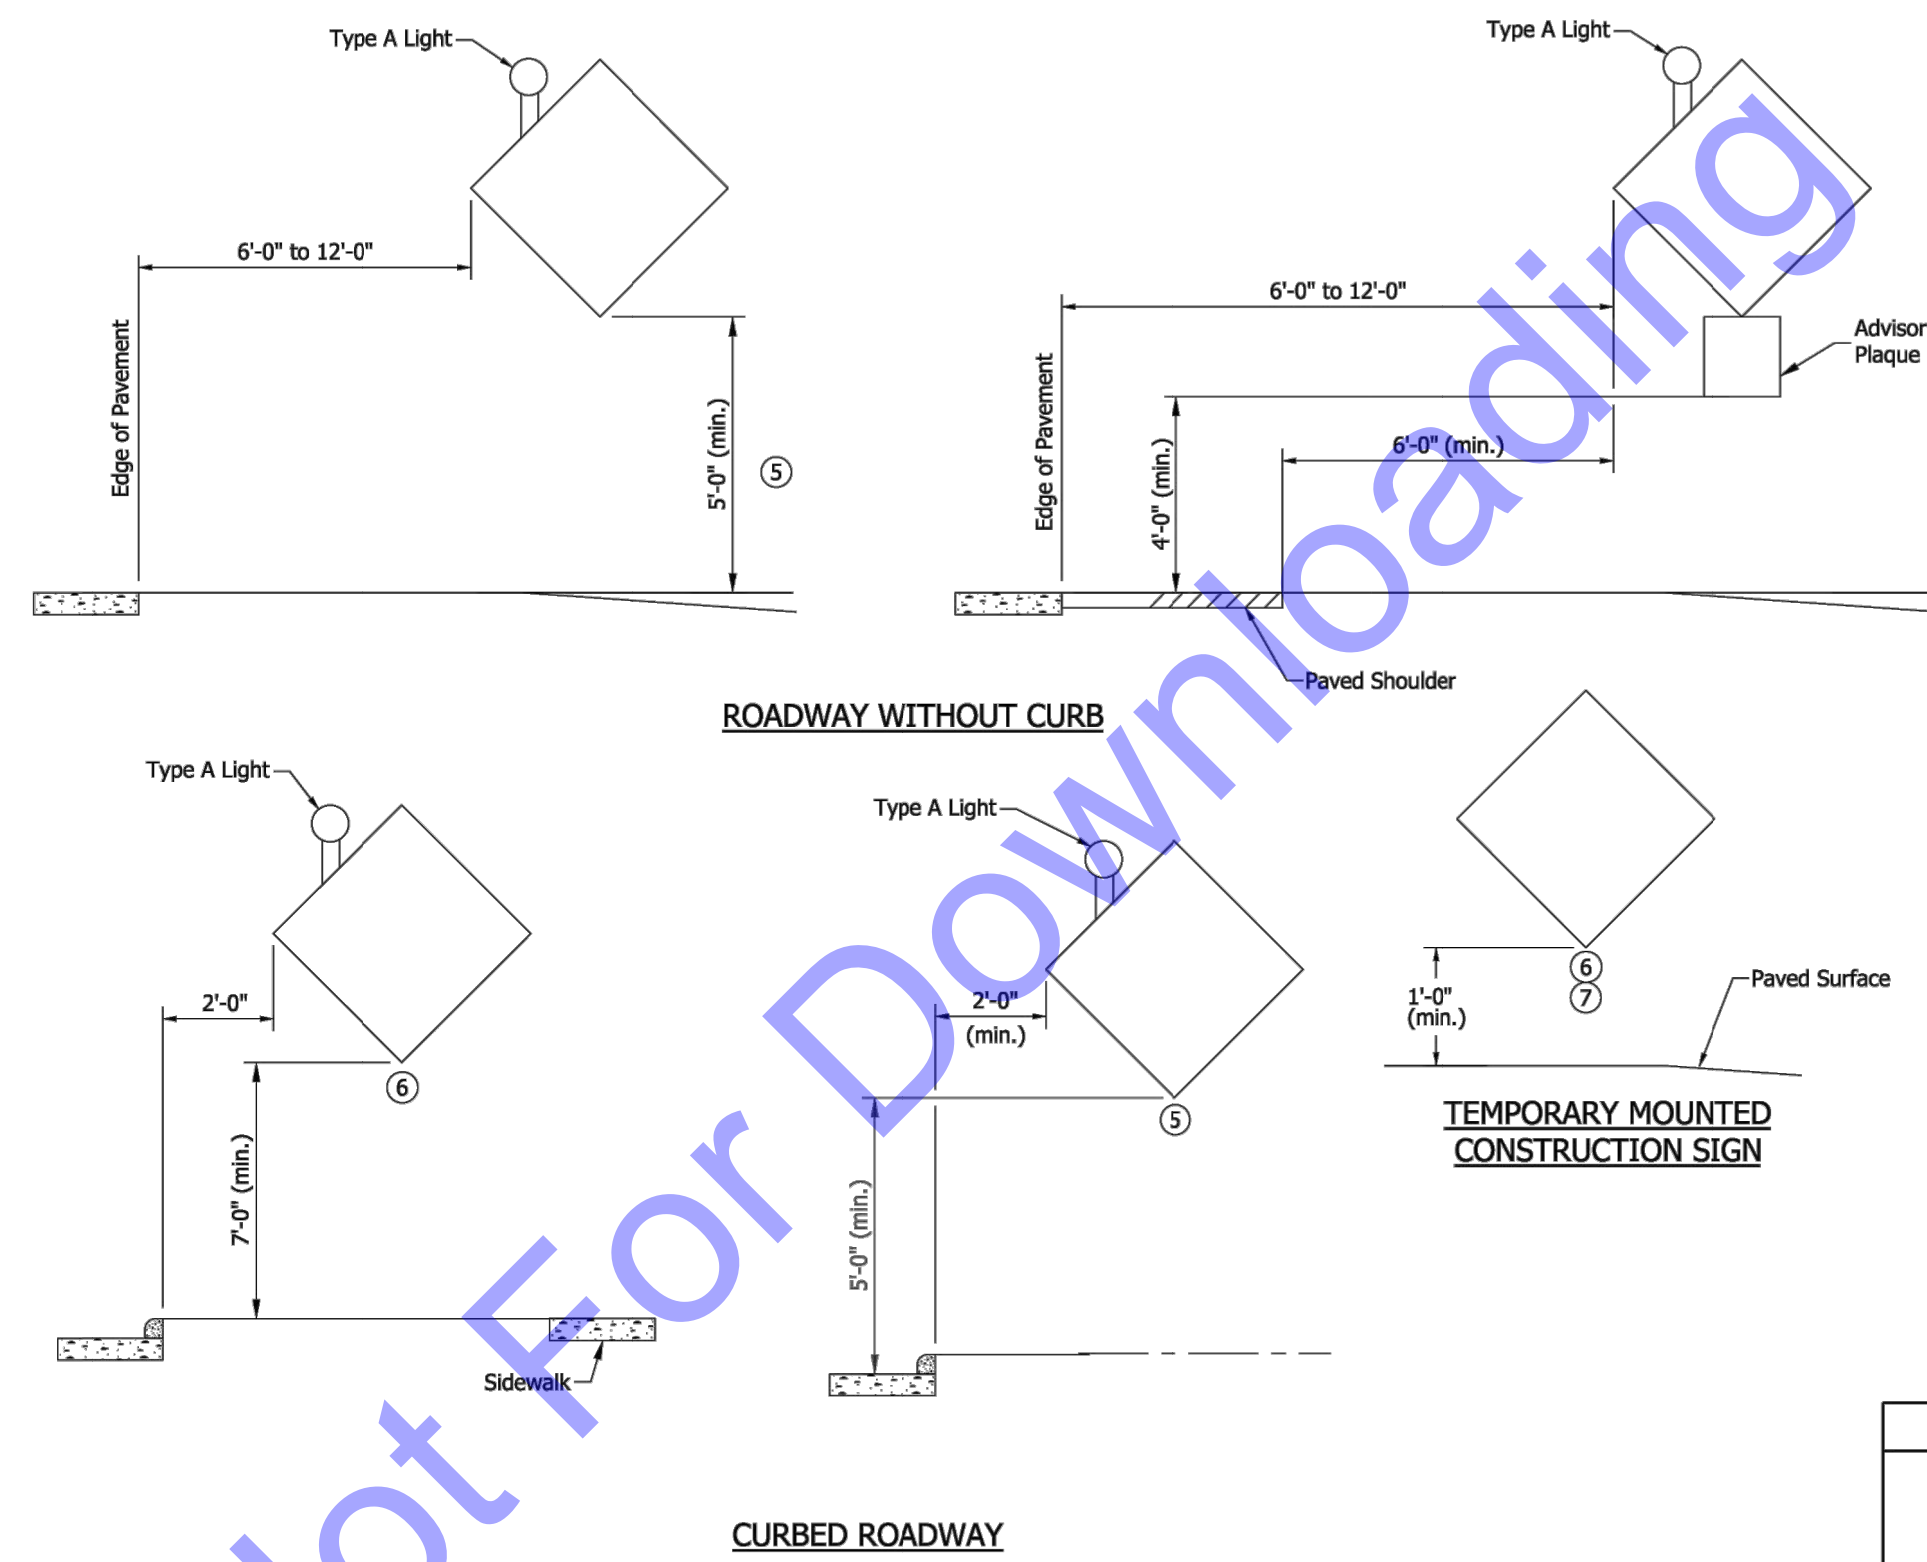 Type A Light
6'-0" to 12'-0"
Edge of Pavement
5'-0" (min.)
5
Type A Light
6'-0" to 12'-0"
Advisor
Plaque
Edge of Pavement
4'-0" (min.)
6'-0" (min.)
Paved Shoulder
ROADWAY WITHOUT CURB
Type A Light
2'-0"
6
7'-0" (min.)
Sidewalk
Type A Light
2'-0"
(min.)
5
5'-0" (min.)
CURBED ROADWAY
6
7
1'-0"
(min.)
Paved Surface
TEMPORARY MOUNTED
CONSTRUCTION SIGN
ot For Downloading